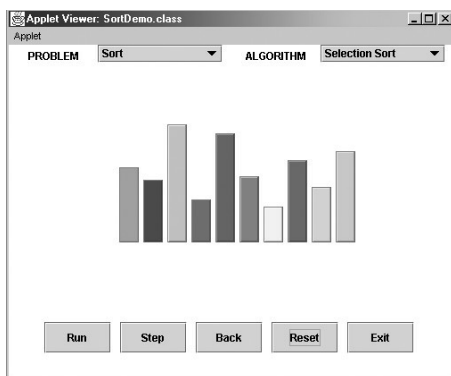 Applet Viewer: SortDemo.class
Applet
PROBLEM Sort ALGORITHM Selection Sort
Run Step Back Reset Exit